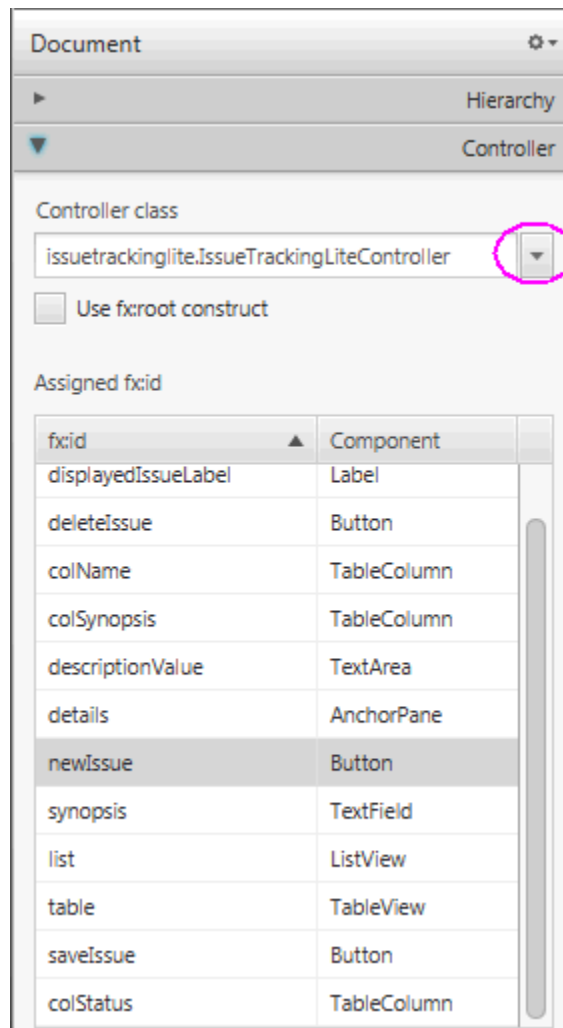 Document
Hierarchy
Controller
Controller class
issuetrackinglite.IssueTrackingLiteController
Use fx:root construct
Assigned fx:id
fx:id Component
displayedIssueLabel Label
deleteIssue Button
colName TableColumn
colSynopsis TableColumn
descriptionValue TextArea
details AnchorPane
newIssue Button
synopsis TextField
list ListView
table TableView
saveIssue Button
colStatus TableColumn